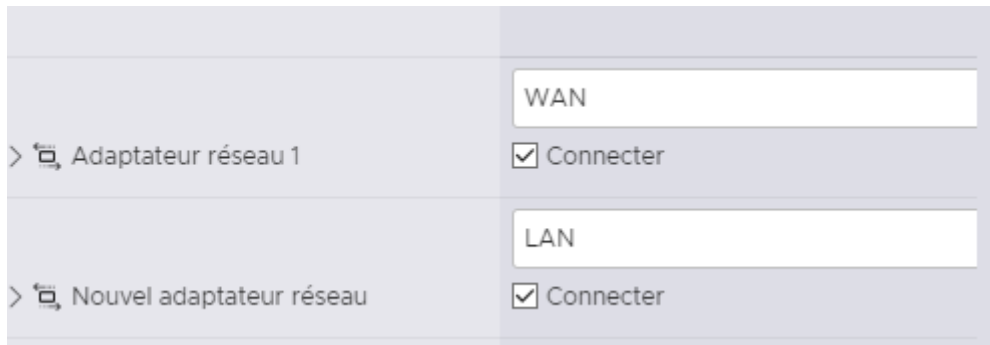 WAN
Adaptateur réseau 1
Connecter
LAN
Nouvel adaptateur réseau
Connecter